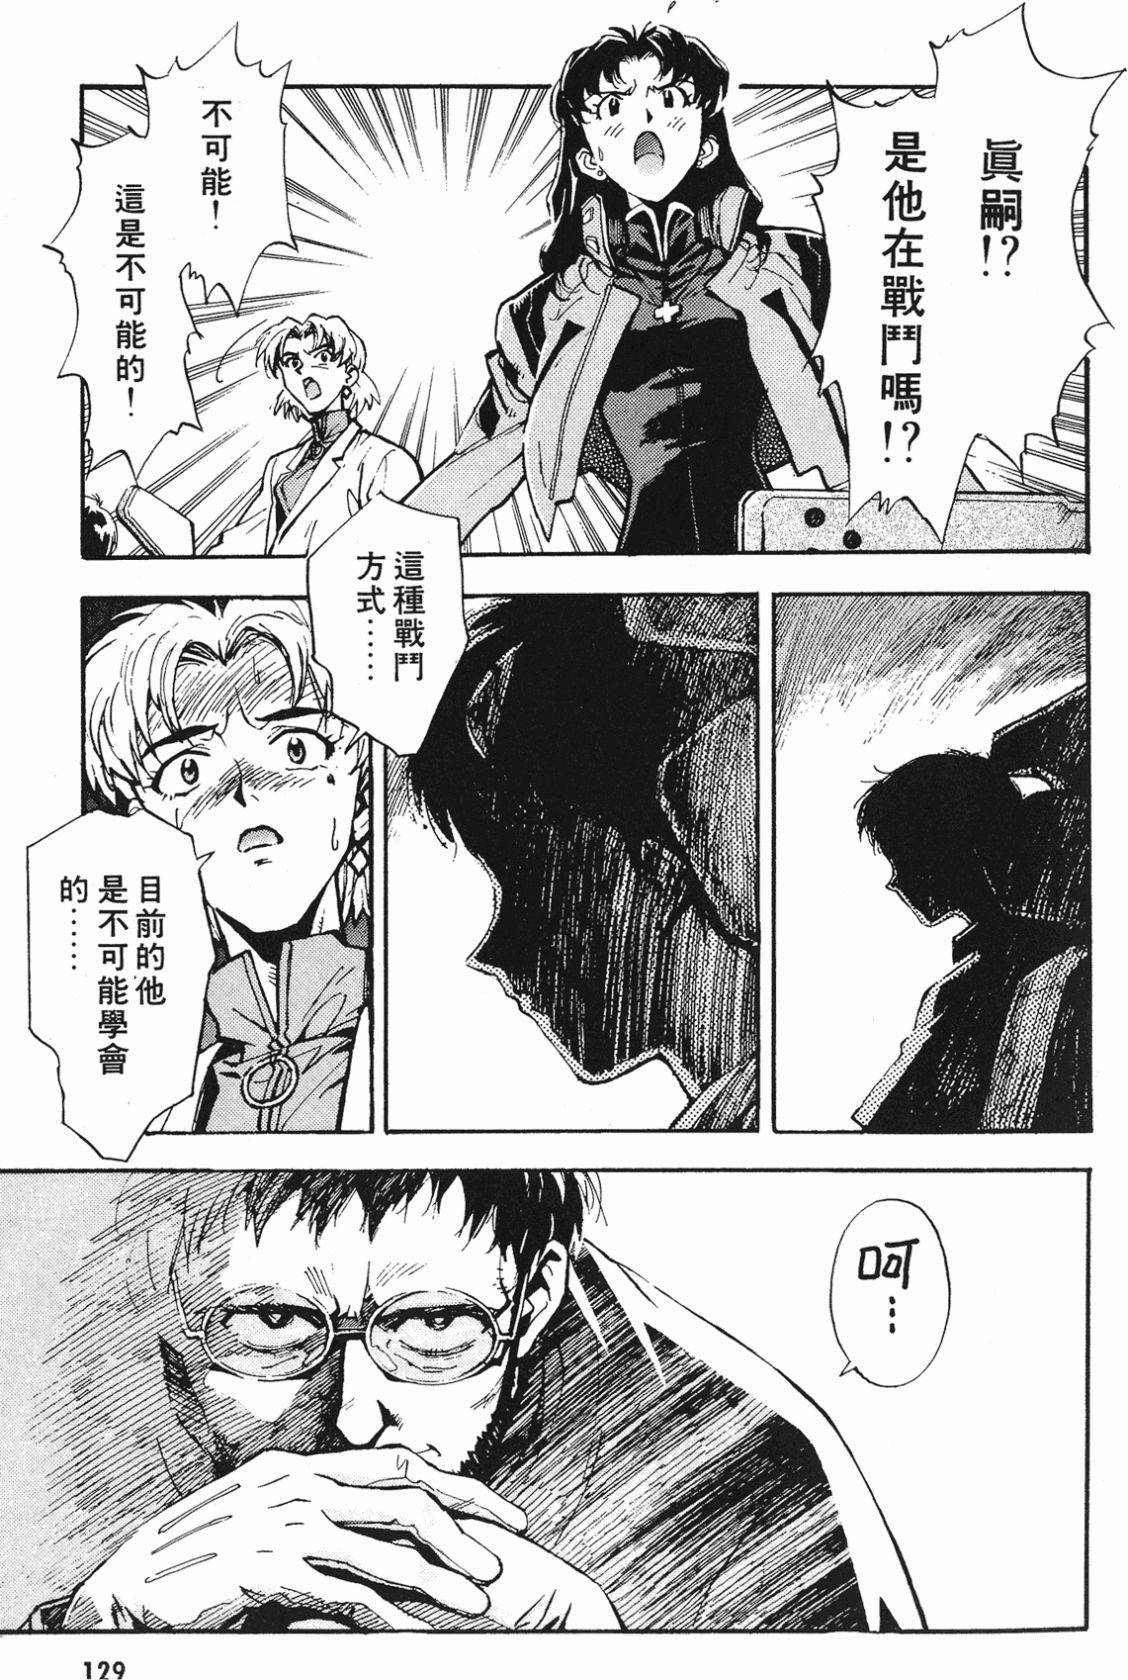 眞嗣!?
是他在戰鬥嗎!?
不可能！
這是不可能的！
這種戰鬥
方式……
目前的他
是不可能學會
的……
呵…
129